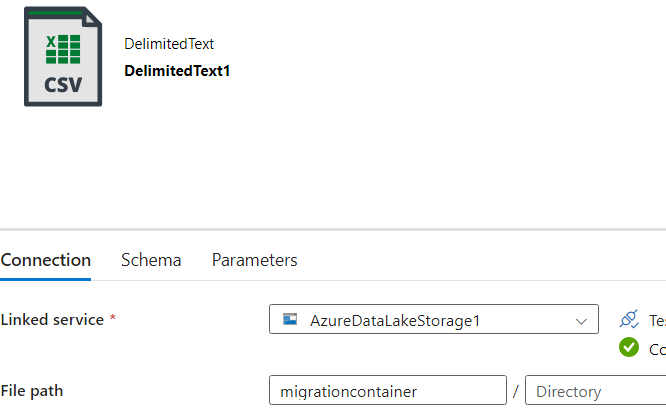 X
CSV
DelimitedText
DelimitedText1
Connection Schema Parameters
Linked service * AzureDataLakeStorage1
File path migrationcontainer / Directory